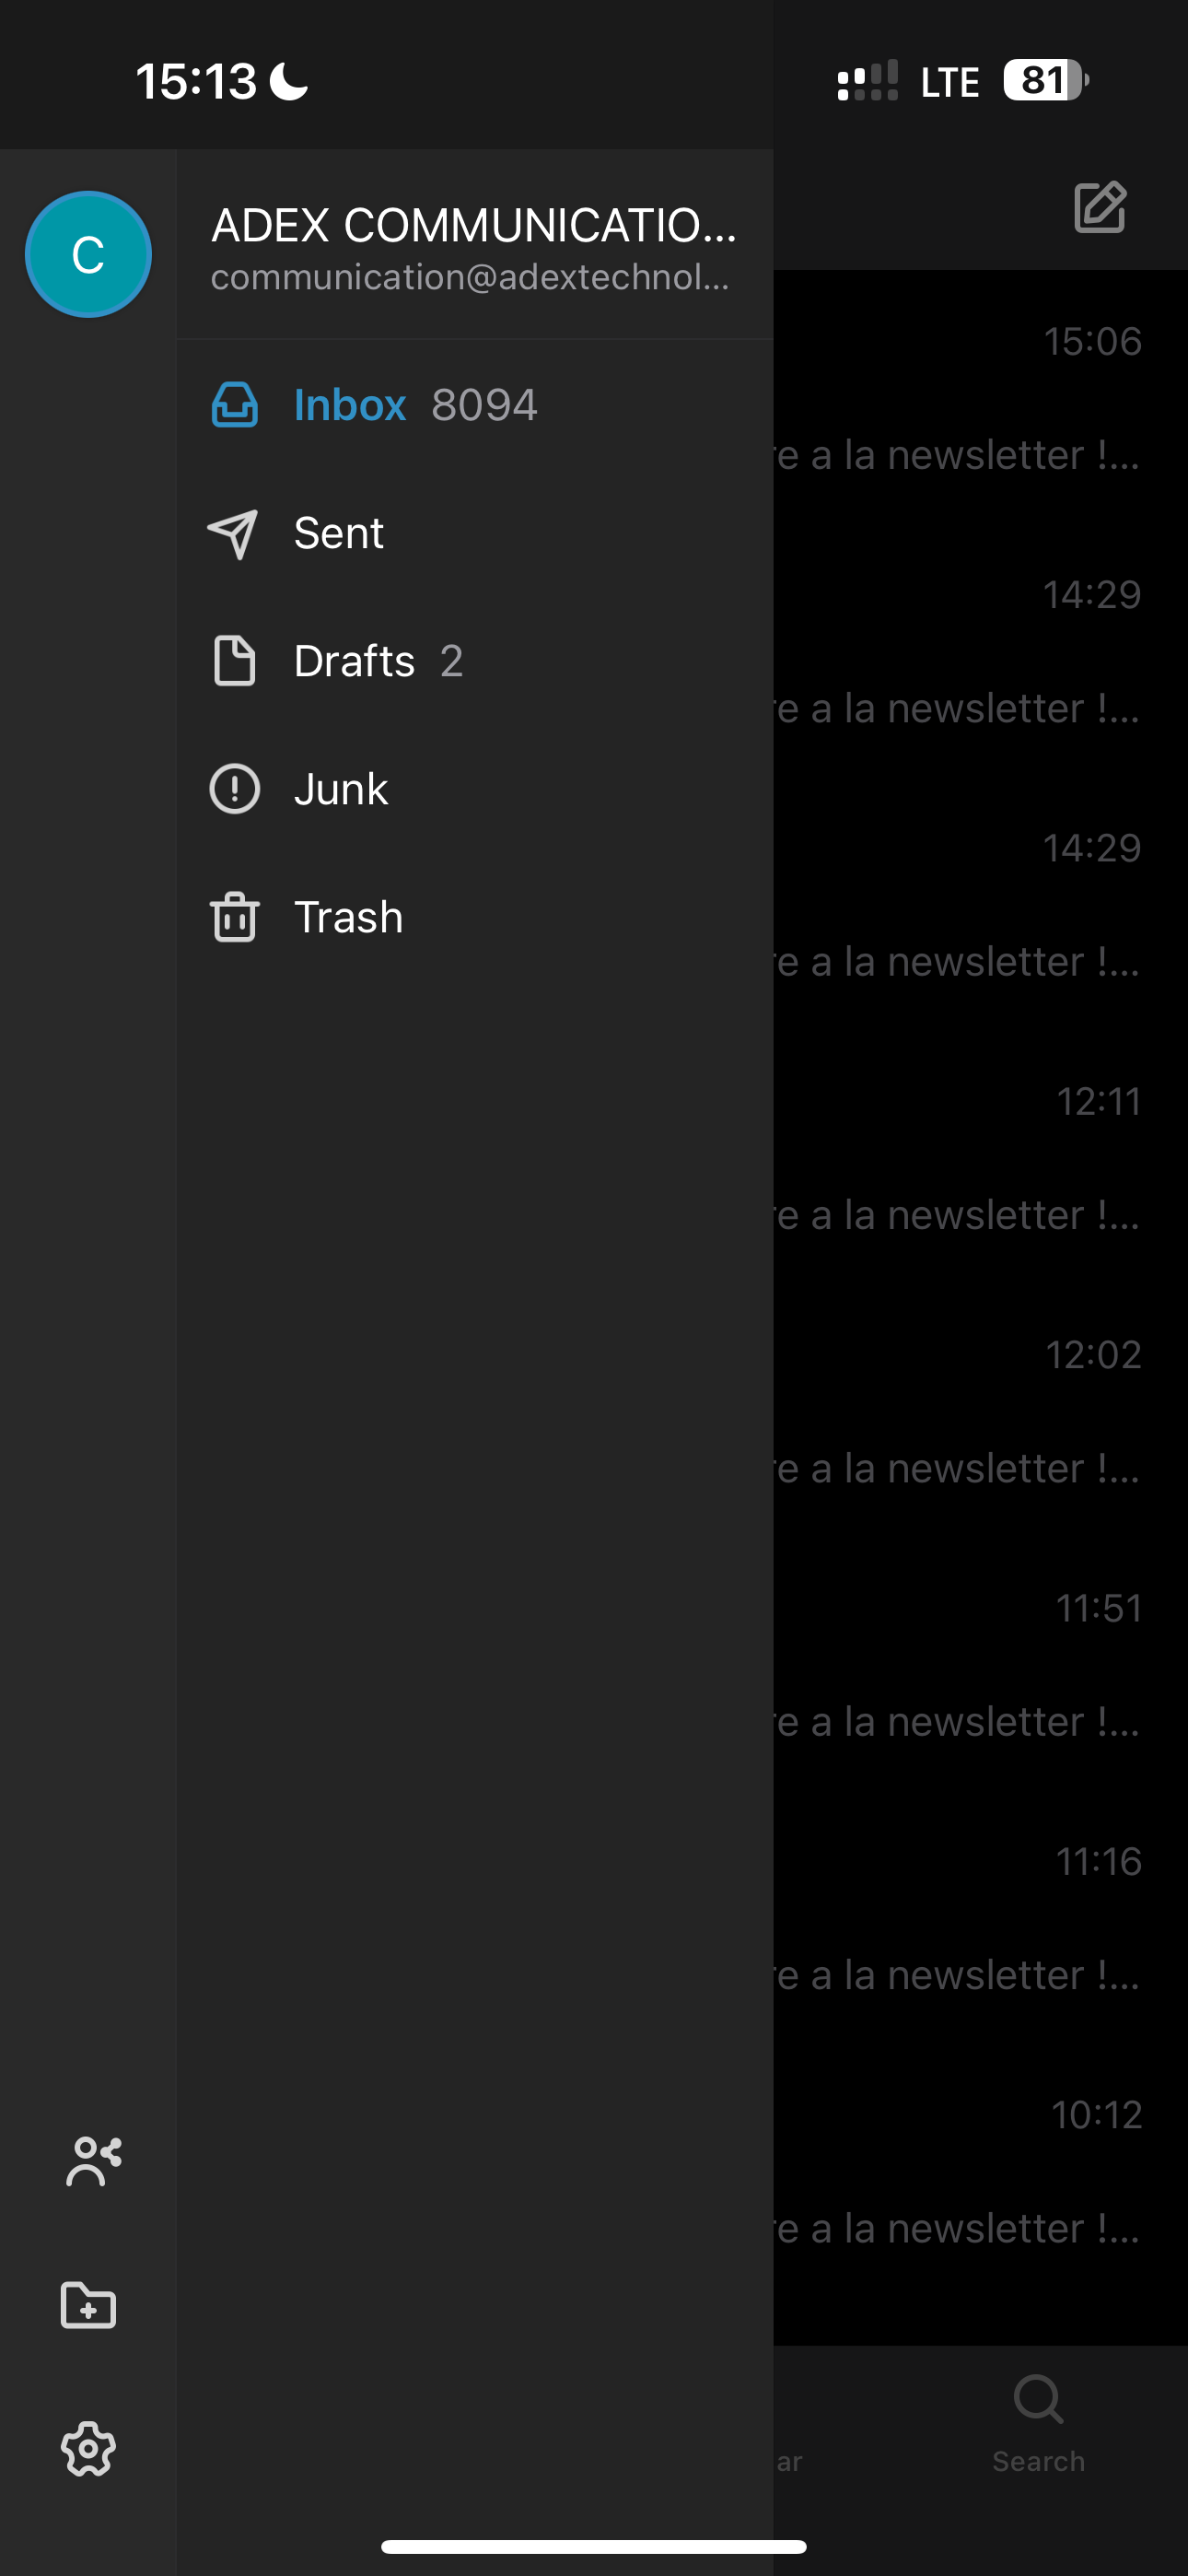 15:13
LTE 81
C
ADEX COMMUNICATIO...
communication@adextechnol...
Inbox 8094
Sent
Drafts 2
Junk
Trash
15:06
re a la newsletter !...
14:29
re a la newsletter !...
14:29
re a la newsletter !...
12:11
re a la newsletter !...
12:02
re a la newsletter !...
11:51
re a la newsletter !...
11:16
re a la newsletter !...
10:12
re a la newsletter !...
ar
Search